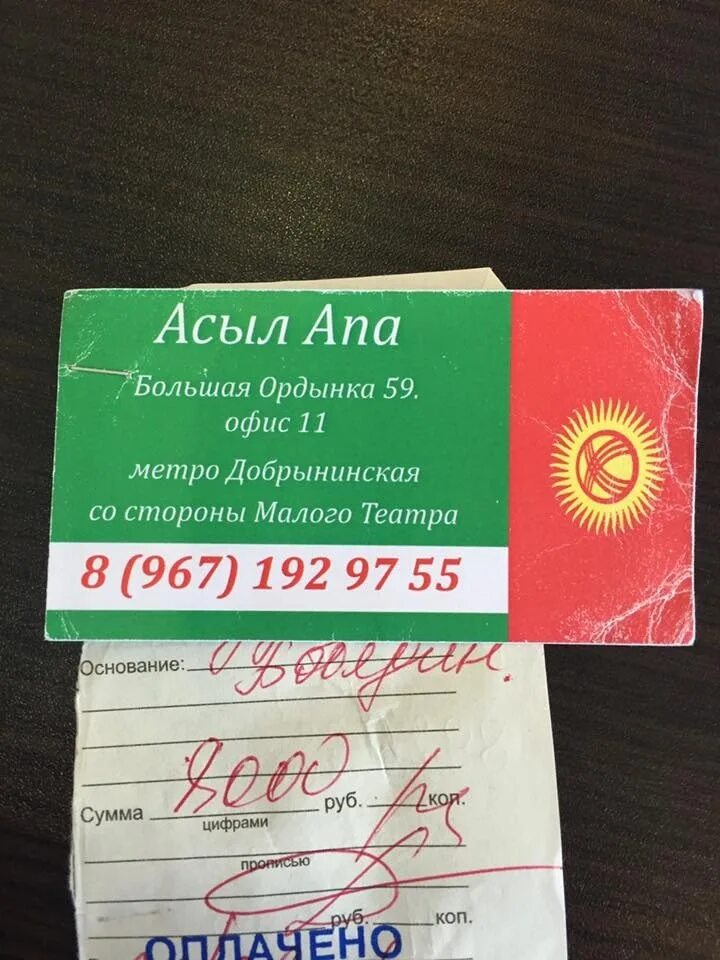 Асыл Апа
Большая Ордынка 59.
офис 11
метро Добрынинская
со стороны Малого Театра
8 (967) 192 97 55
Основание:
8000
Сумма руб. коп.
цифрами
прописью
руб. коп.
ОПЛАЧЕНО